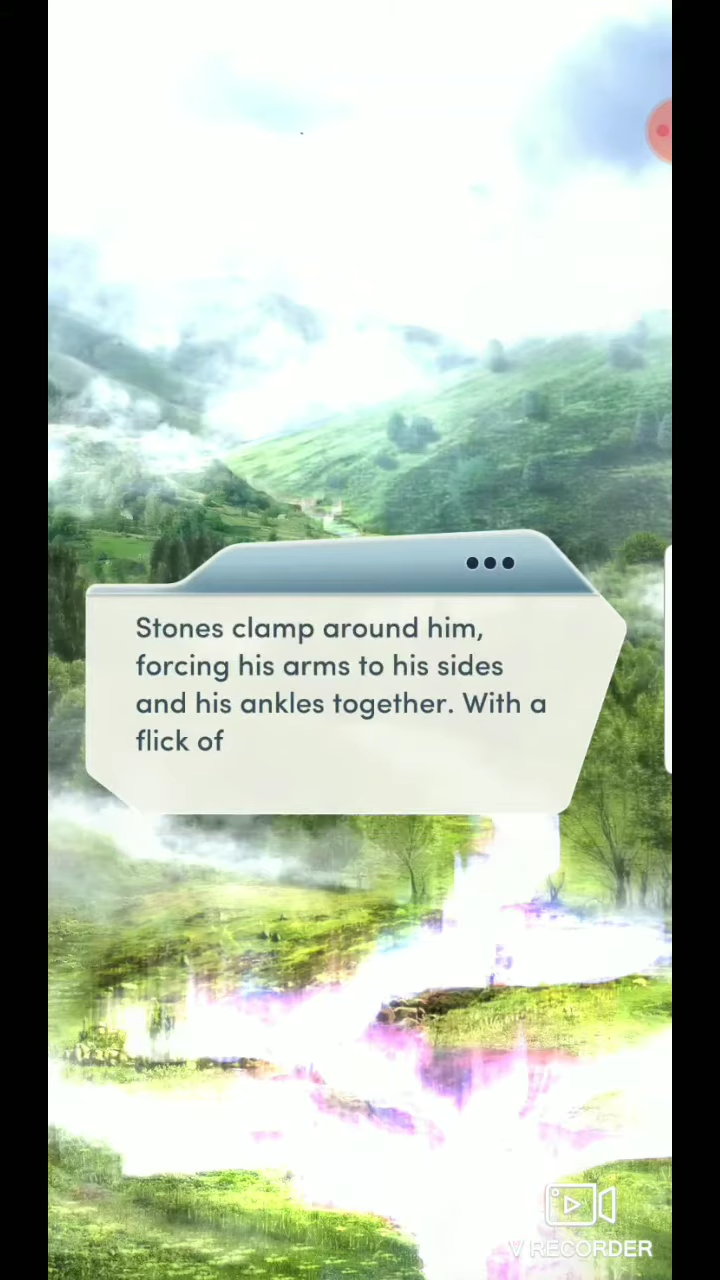 Stones clamp around him,
forcing his arms to his sides
and his ankles together. With a
flick of
V RECORDER